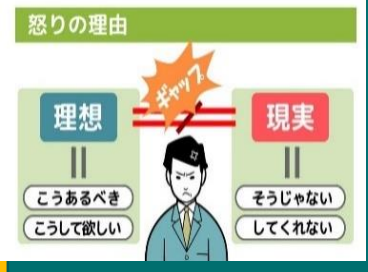 怒りの理由
ギャップ
理想
現実
こうあるべき
こうして欲しい
そうじゃない
してくれない